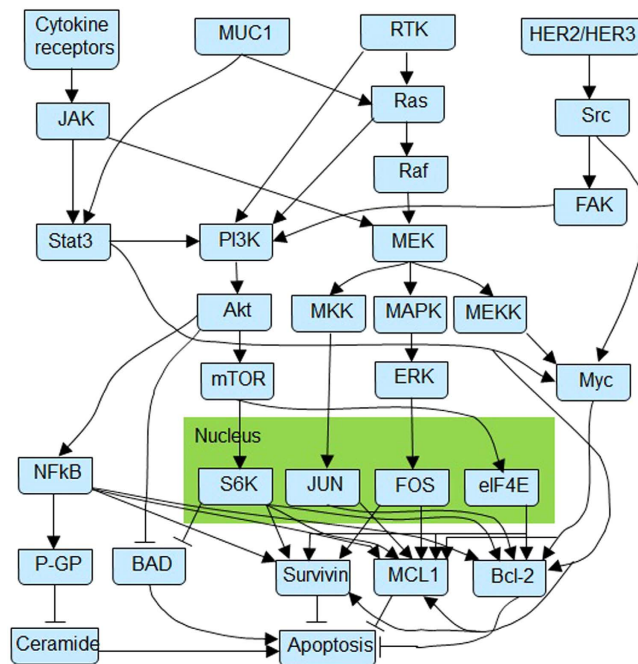 Cytokine
receptors
MUC1
RTK
HER2/HER3
JAK
Ras
Src
Raf
FAK
Stat3
PI3K
MEK
Akt
MKK
MAPK
MEKK
mTOR
ERK
Myc
Nucleus
NFkB
S6K
JUN
FOS
eIF4E
P-GP
BAD
Survivin
MCL1
Bcl-2
Ceramide
Apoptosis